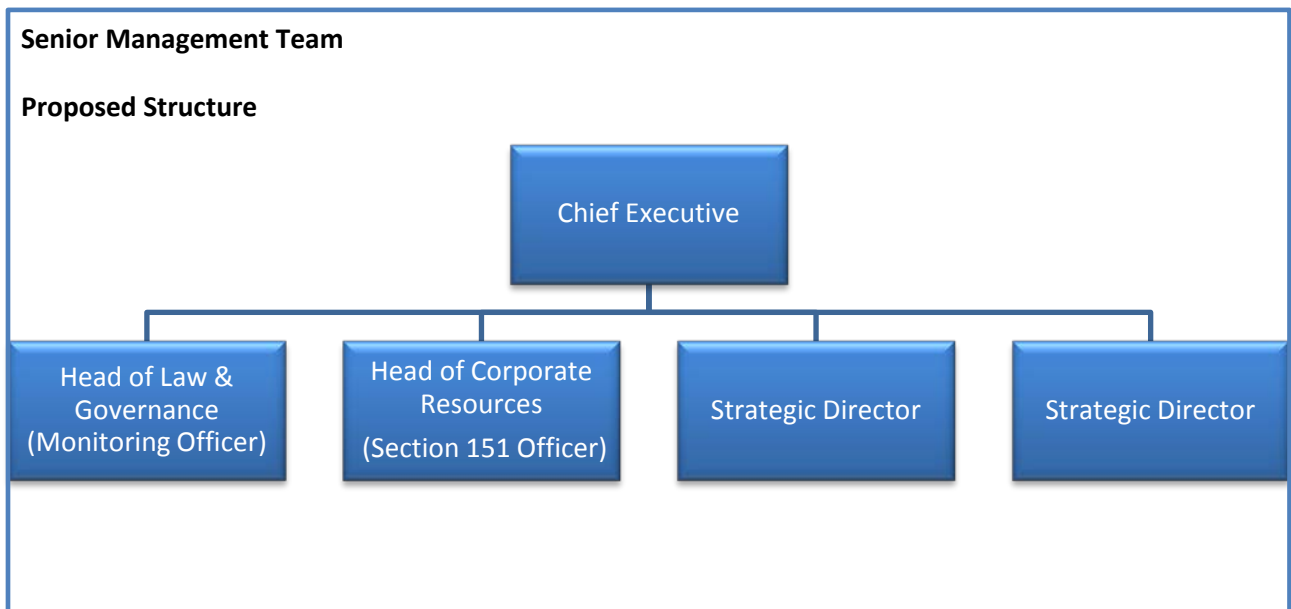 Senior Management Team
Proposed Structure
Chief Executive
Head of Law &
Governance
(Monitoring Officer)
Head of Corporate
Resources
(Section 151 Officer)
Strategic Director
Strategic Director